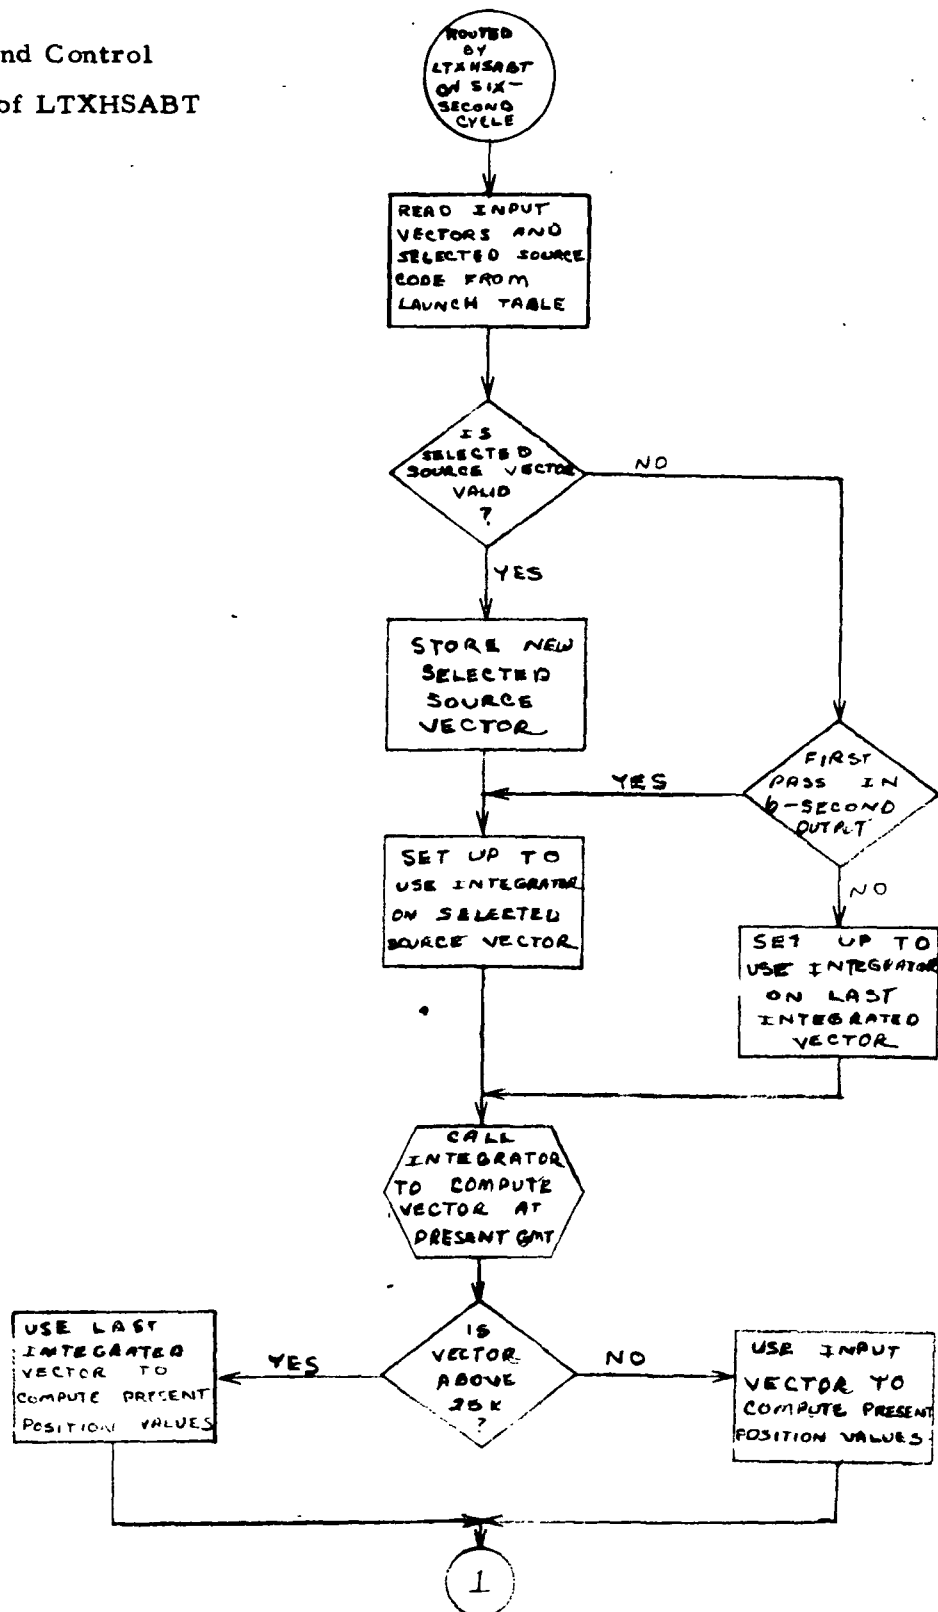 nd Control
of LTXHSABT
ROUTED
BY
LTXHSABT
ON SIX-
SECOND
CYCLE
READ INPUT
VECTORS AND
SELECTED SOURCE
CODE FROM
LAUNCH TABLE
IS
SELECTED
SOURCE VECTOR
VALID
?
NO
YES
STORE NEW
SELECTED
SOURCE
VECTOR
FIRST
PASS IN
6-SECOND
OUTPUT
YES
NO
SET UP TO
USE INTEGRATOR
ON SELECTED
SOURCE VECTOR
SET UP TO
USE INTEGRATOR
ON LAST
INTEGRATED
VECTOR
CALL
INTEGRATOR
TO COMPUTE
VECTOR AT
PRESENT GMT
IS
VECTOR
ABOVE
25K
?
YES
NO
USE LAST
INTEGRATED
VECTOR TO
COMPUTE PRESENT
POSITION VALUES
USE INPUT
VECTOR TO
COMPUTE PRESENT
POSITION VALUES
1